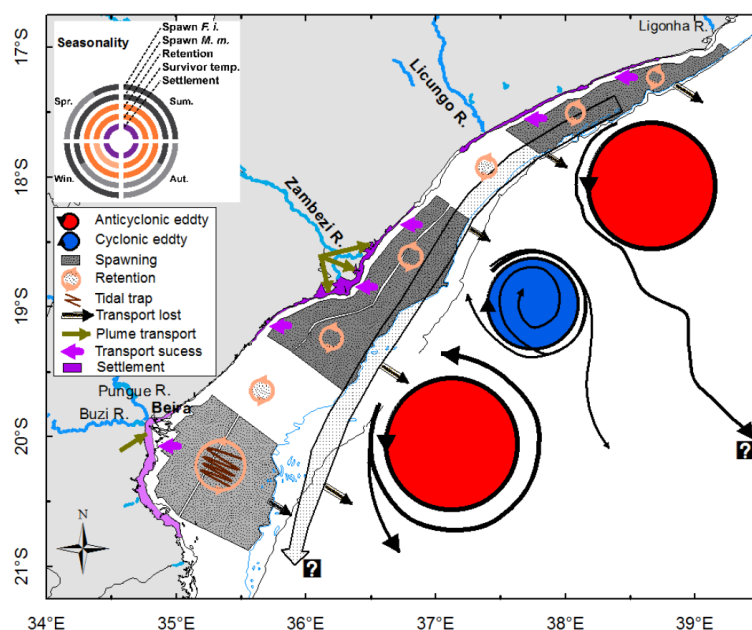 17°S
18°S
19°S
20°S
21°S
Seasonality
Spawn F. i.
Spawn M. m.
Retention
Survivor temp.
Settlement
Spr.
Sum.
Win.
Aut.
Ligonha R.
Licungo R.
Zambezi R.
Anticyclonic eddty
Cyclonic eddty
Spawning
Retention
Tidal trap
Transport lost
Plume transport
Transport sucess
Settlement
Pungue R.
Buzi R.
Beira
N
?
?
34°E 35°E 36°E 37°E 38°E 39°E